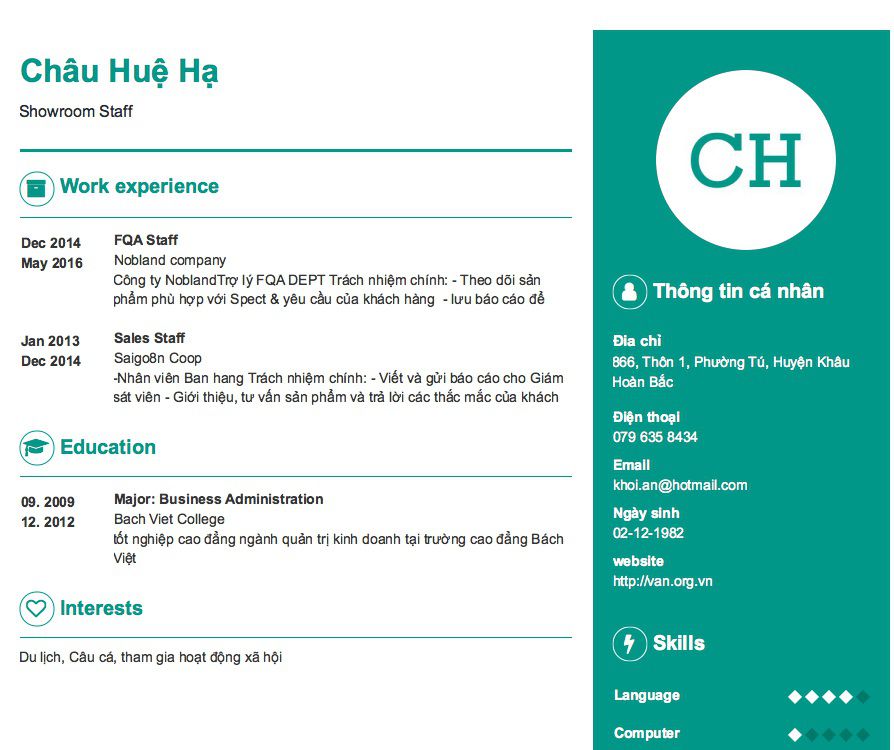 Châu Huệ Hạ
Showroom Staff
Work experience
Dec 2014
May 2016
FQA Staff
Nobland company
Công ty NoblandTrợ lý FQA DEPT Trách nhiệm chính: - Theo dõi sản
phẩm phù hợp với Spect & yêu cầu của khách hàng - lưu báo cáo để
Jan 2013
Dec 2014
Sales Staff
Saigo8n Coop
-Nhân viên Ban hang Trách nhiệm chính: - Viết và gửi báo cáo cho Giám
sát viên - Giới thiệu, tư vấn sản phẩm và trả lời các thắc mắc của khách
Education
09. 2009
12. 2012
Major: Business Administration
Bach Viet College
tốt nghiệp cao đẳng ngành quản trị kinh doanh tại trường cao đẳng Bách
Việt
Interests
Du lịch, Câu cá, tham gia hoạt động xã hội
CH
Thông tin cá nhân
Đia chỉ
866, Thôn 1, Phường Tú, Huyện Khâu
Hoàn Bắc
Điện thoại
079 635 8434
Email
khoi.an@hotmail.com
Ngày sinh
02-12-1982
website
http://van.org.vn
Skills
Language
Computer